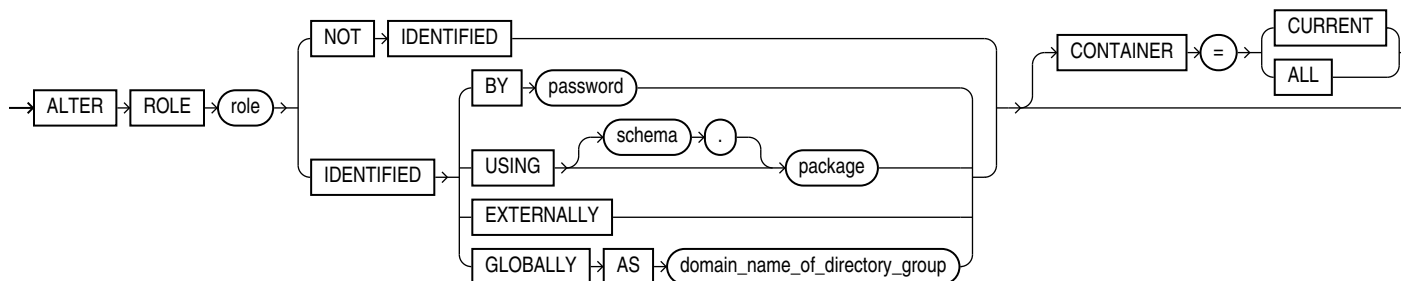 ALTER ROLE role
NOT IDENTIFIED
IDENTIFIED
BY password
USING schema . package
EXTERNALLY
GLOBALLY AS domain_name_of_directory_group
CONTAINER =
CURRENT
ALL